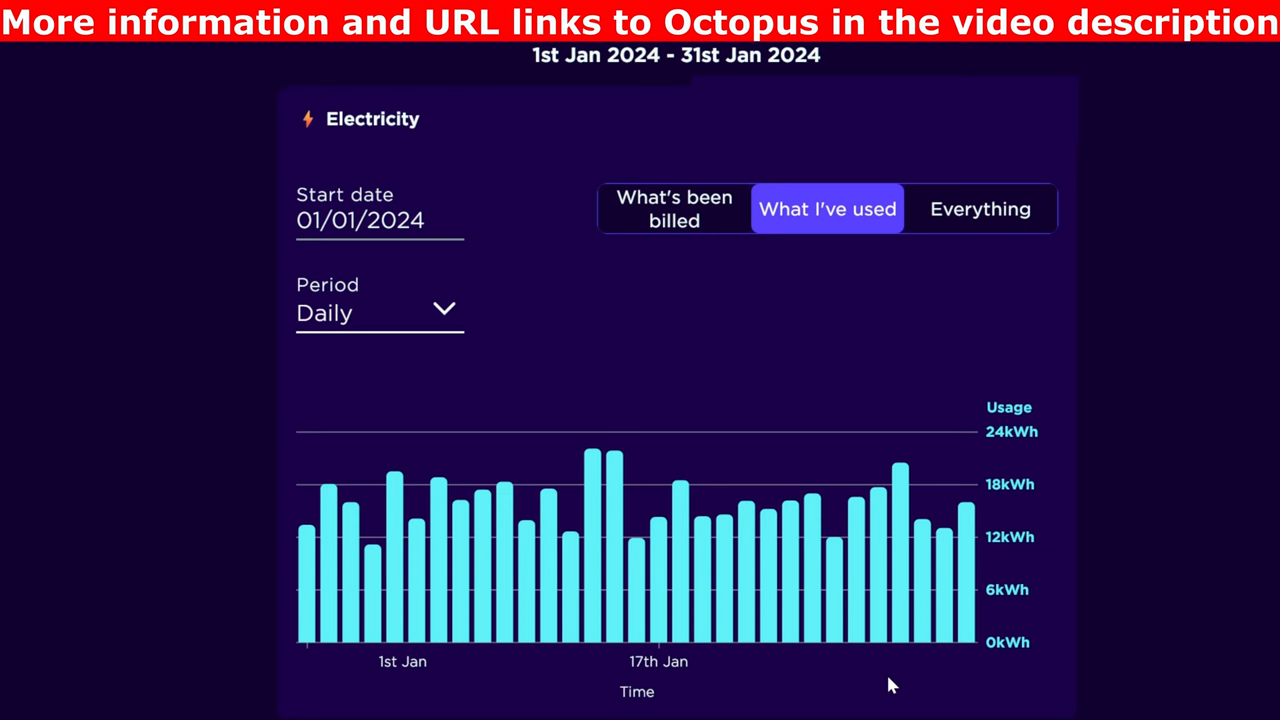 More information and URL links to Octopus in the video description
1st Jan 2024 - 31st Jan 2024
Electricity
Start date
01/01/2024
What's been
billed
What I've used
Everything
Period
Daily
Usage
24kWh
18kWh
12kWh
6kWh
0kWh
1st Jan
17th Jan
Time